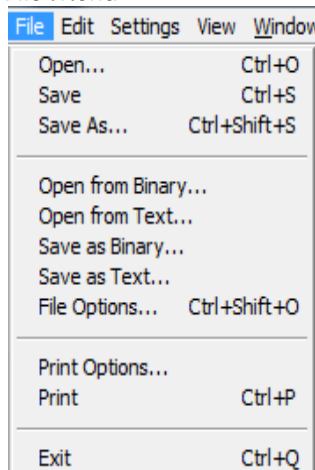 File Edit Settings View Window
Open... Ctrl+O
Save Ctrl+S
Save As... Ctrl+Shift+S
Open from Binary...
Open from Text...
Save as Binary...
Save as Text...
File Options... Ctrl+Shift+O
Print Options...
Print Ctrl+P
Exit Ctrl+Q